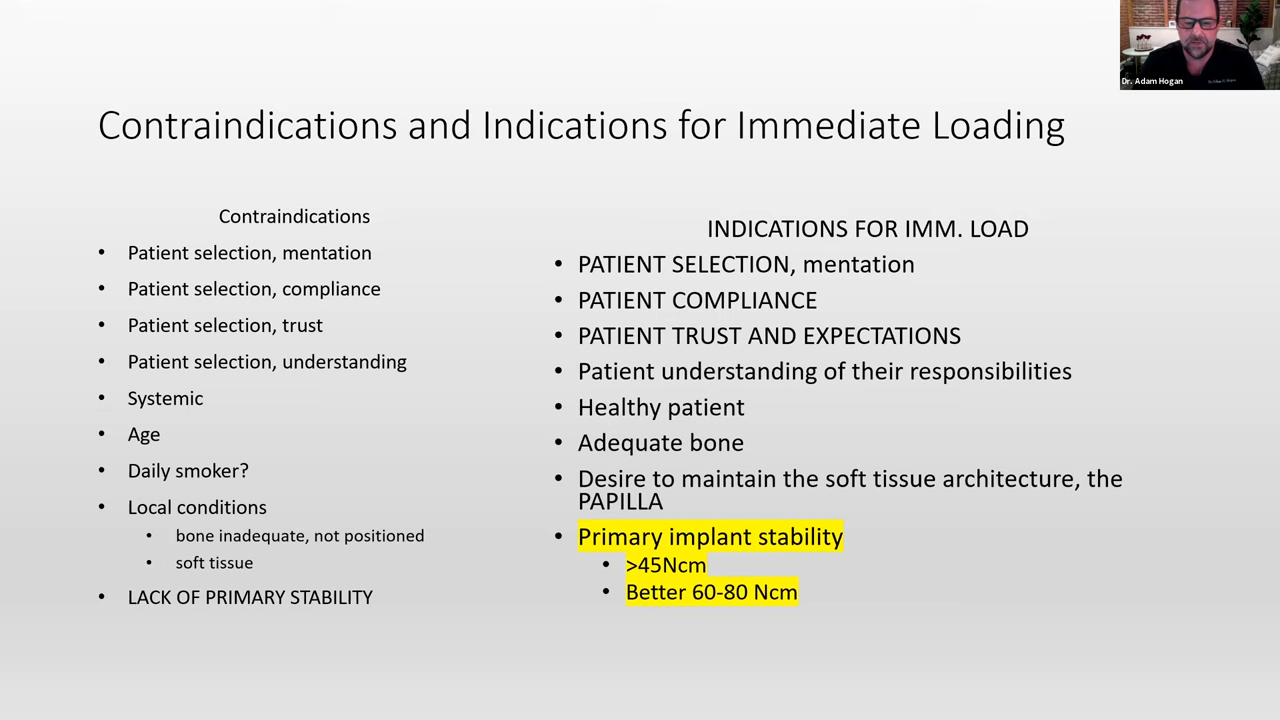 Dr. Adam Hogan
Contraindications and Indications for Immediate Loading
Contraindications
• Patient selection, mentation
• Patient selection, compliance
• Patient selection, trust
• Patient selection, understanding
• Systemic
• Age
• Daily smoker?
• Local conditions
• bone inadequate, not positioned
• soft tissue
• LACK OF PRIMARY STABILITY
INDICATIONS FOR IMM. LOAD
• PATIENT SELECTION, mentation
• PATIENT COMPLIANCE
• PATIENT TRUST AND EXPECTATIONS
• Patient understanding of their responsibilities
• Healthy patient
• Adequate bone
• Desire to maintain the soft tissue architecture, the
PAPILLA
• Primary implant stability
• >45Ncm
• Better 60-80 Ncm